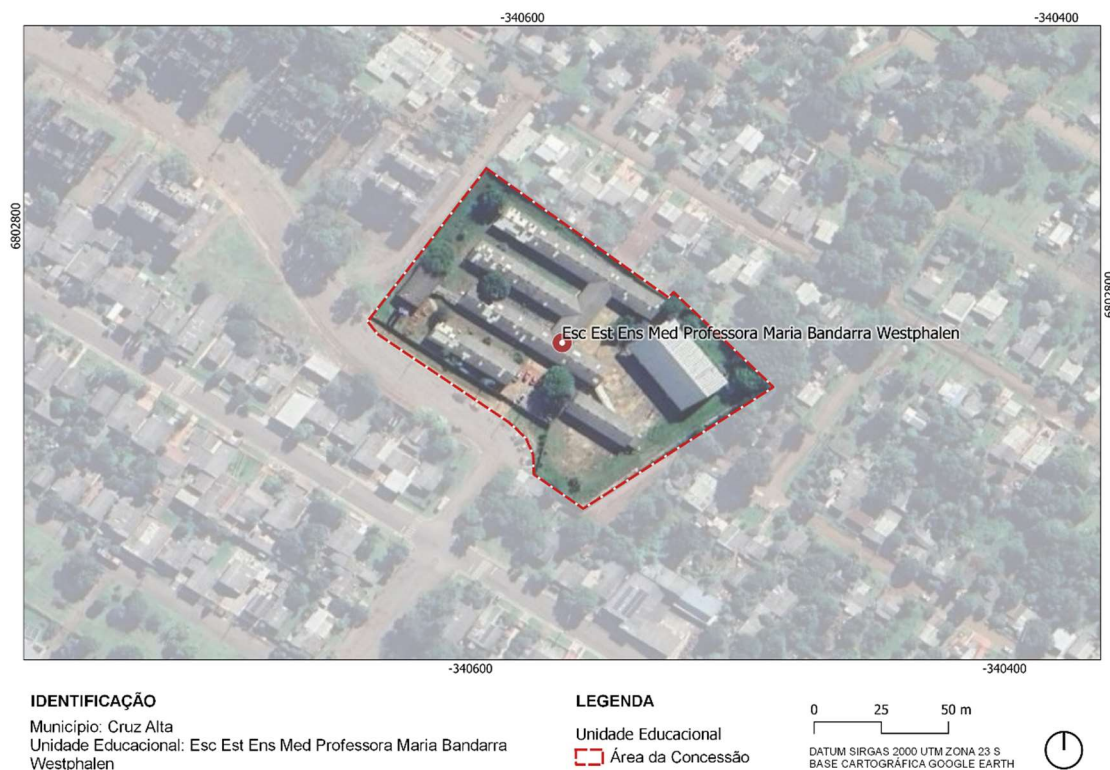 -340600
-340400
6802800
6802800
Esc Est Ens Med Professora Maria Bandarra Westphalen
-340600
-340400
IDENTIFICAÇÃO
Município: Cruz Alta
Unidade Educacional: Esc Est Ens Med Professora Maria Bandarra
Westphalen
LEGENDA
Unidade Educacional
Área da Concessão
0 25 50 m
DATUM SIRGAS 2000 UTM ZONA 23 S
BASE CARTOGRÁFICA GOOGLE EARTH